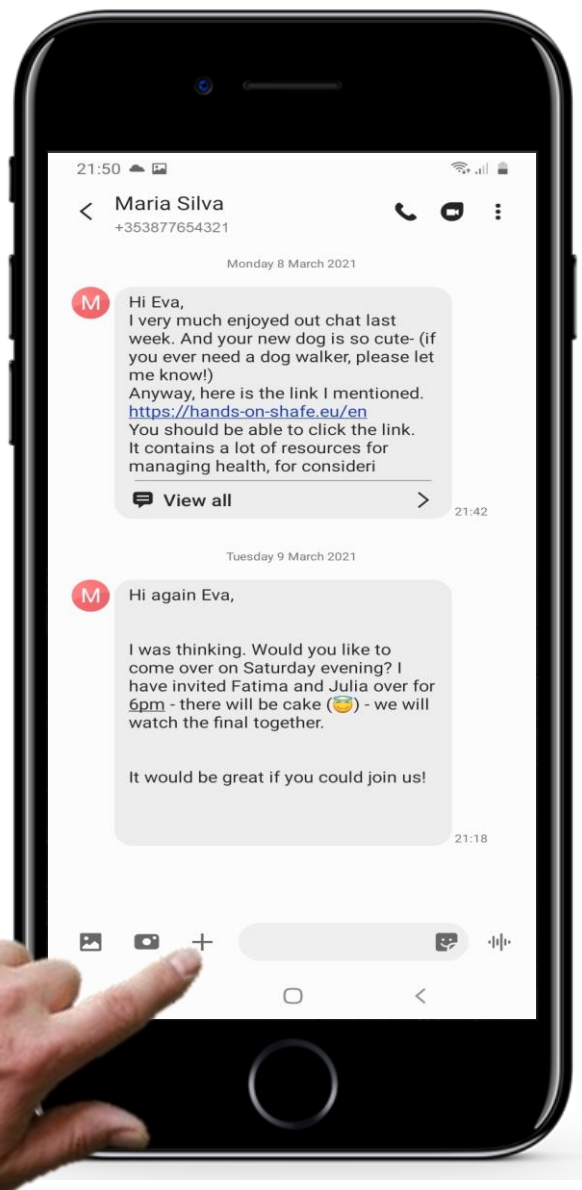 21:50
Maria Silva
+353877654321
Monday 8 March 2021
M
Hi Eva,
I very much enjoyed out chat last
week. And your new dog is so cute- (if
you ever need a dog walker, please let
me know!)
Anyway, here is the link I mentioned.
https://hands-on-shafe.eu/en
You should be able to click the link.
It contains a lot of resources for
managing health, for consideri
View all
21:42
Tuesday 9 March 2021
M
Hi again Eva,
I was thinking. Would you like to
come over on Saturday evening? I
have invited Fatima and Julia over for
6pm - there will be cake (😇) - we will
watch the final together.
It would be great if you could join us!
21:18